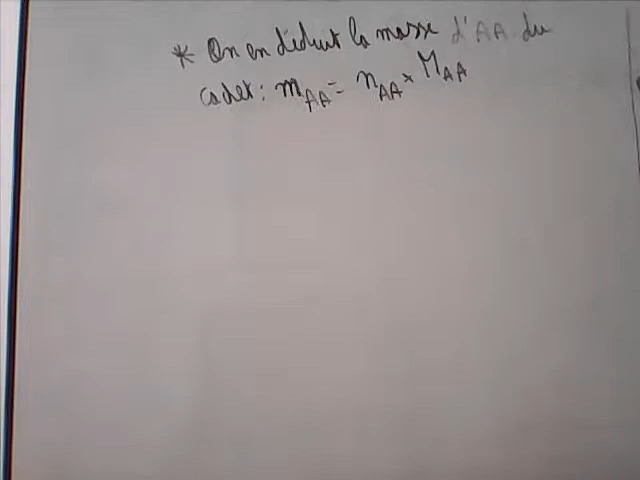 * On en déduit la masse d'AA du
cachet : m_AA = n_AA × M_AA